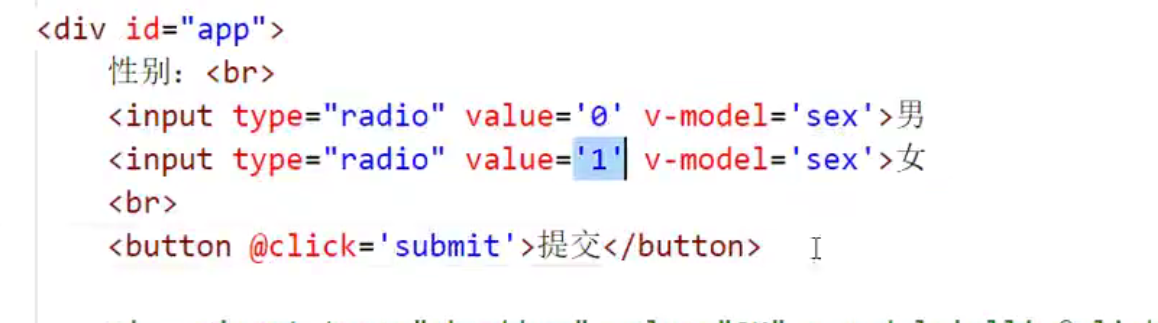 <div id="app">
性别：<br>
<input type="radio" value='0' v-model='sex'>男
<input type="radio" value='1' v-model='sex'>女
<br>
<button @click='submit'>提交</button>